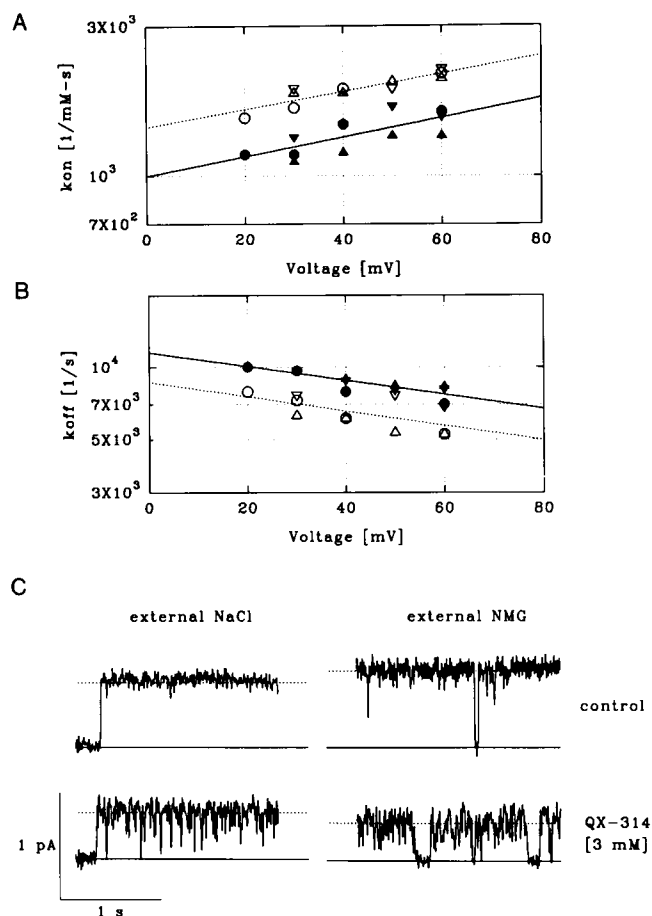 A
3X10³
kon [1/mM-s]
10³
7X10²
0 20 40 60 80
Voltage [mV]
B
koff [1/s]
10⁴
7X10³
5X10³
3X10³
0 20 40 60 80
Voltage [mV]
C
external NaCl external NMG
control
QX-314
[3 mM]
1 pA
1 s